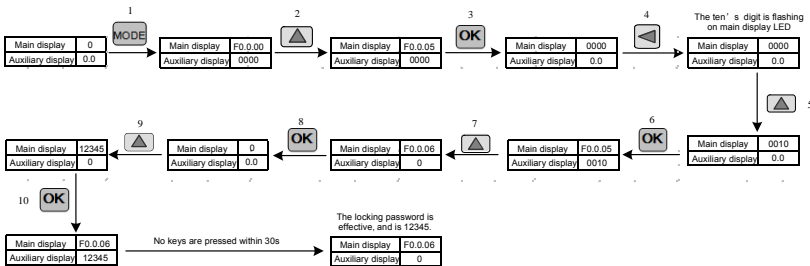 1
2
3
4
The ten's digit is flashing
on main display LED
MODE
OK
Main display 0
Auxiliary display 0.0
Main display F0.0.00
Auxiliary display 0000
Main display F0.0.05
Auxiliary display 0000
Main display 0000
Auxiliary display 0.0
Main display 0000
Auxiliary display 0.0
5
9
8
7
6
OK
OK
Main display 12345
Auxiliary display 0
Main display 0
Auxiliary display 0.0
Main display F0.0.06
Auxiliary display 0
Main display F0.0.05
Auxiliary display 0010
Main display 0010
Auxiliary display 0.0
10 OK
The locking password is
effective, and is 12345.
No keys are pressed within 30s
Main display F0.0.06
Auxiliary display 12345
Main display F0.0.06
Auxiliary display 0